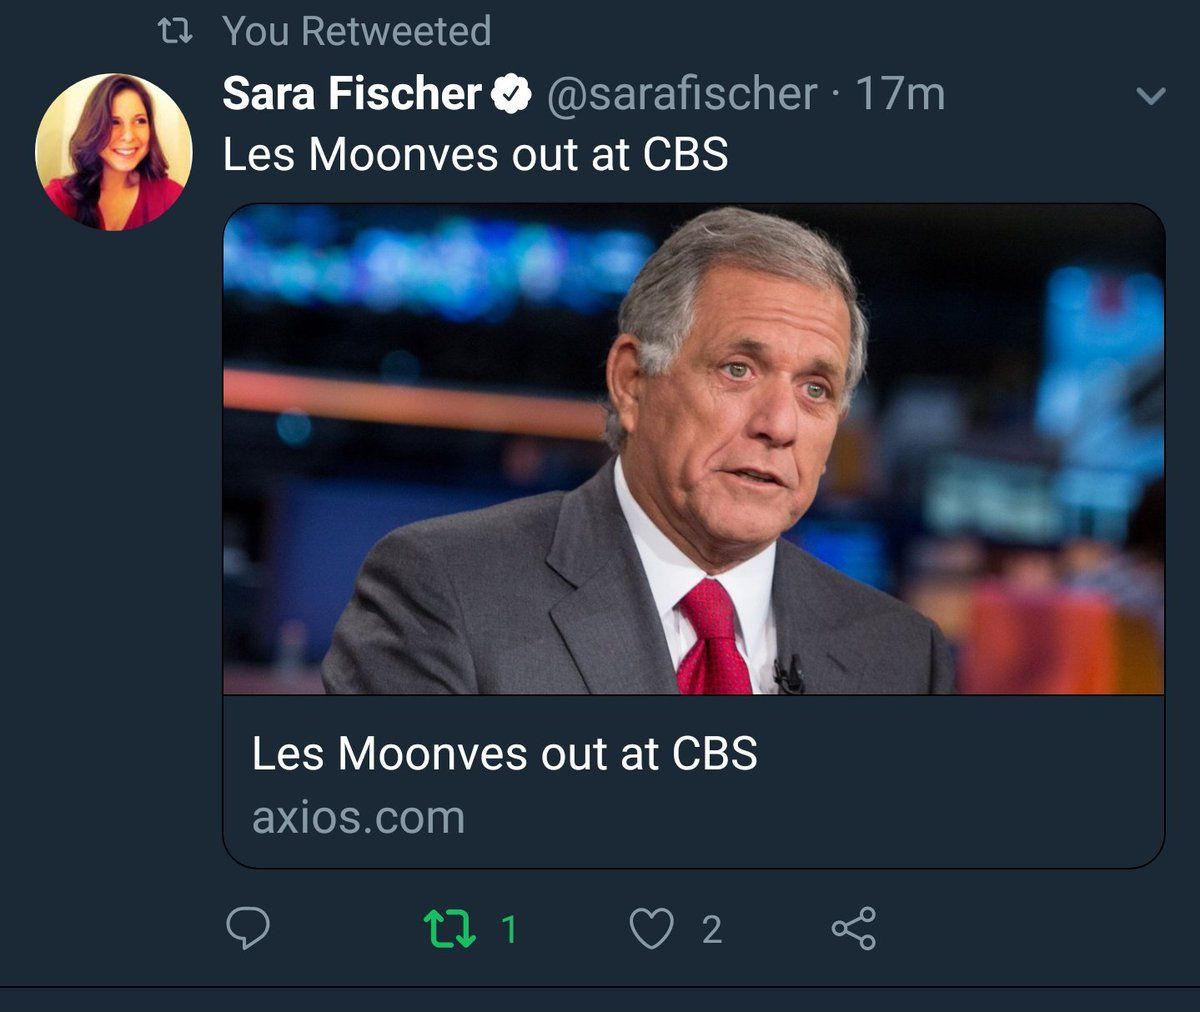 You Retweeted
Sara Fischer @sarafischer · 17m
Les Moonves out at CBS
Les Moonves out at CBS
axios.com
1 2